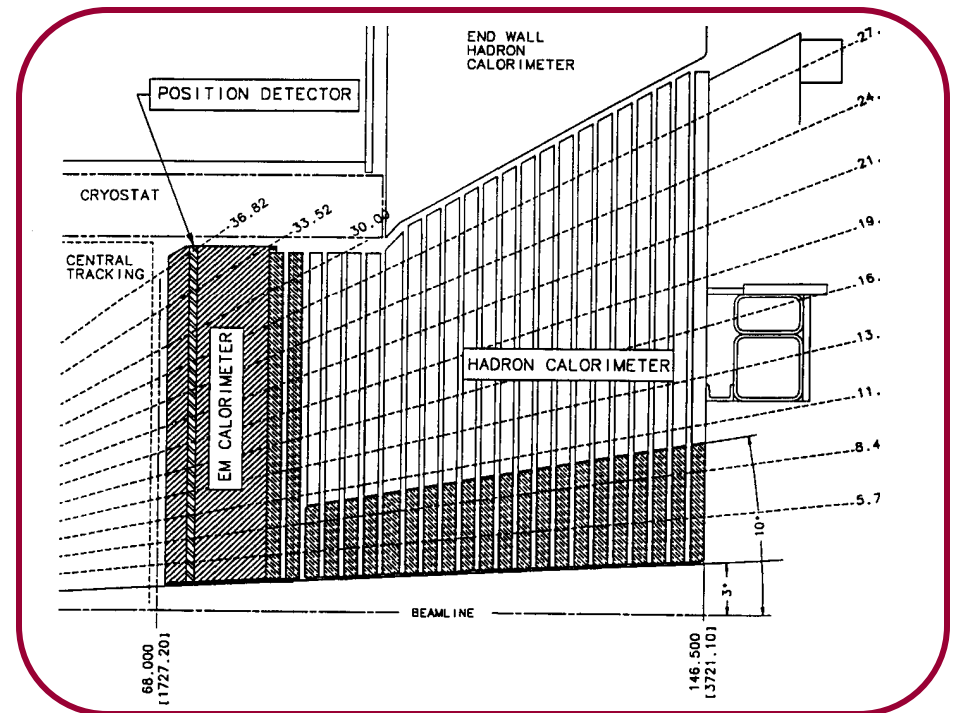 END WALL
HADRON
CALORIMETER
27.
POSITION DETECTOR
24.
21.
CRYOSTAT
36.82
33.52
30.00
19.
CENTRAL
TRACKING
16.
EM CALORIMETER
HADRON CALORIMETER
13.
11.
8.4
5.7
10°
3°
BEAMLINE
68.000
[1727.20]
146.500
[3721.10]